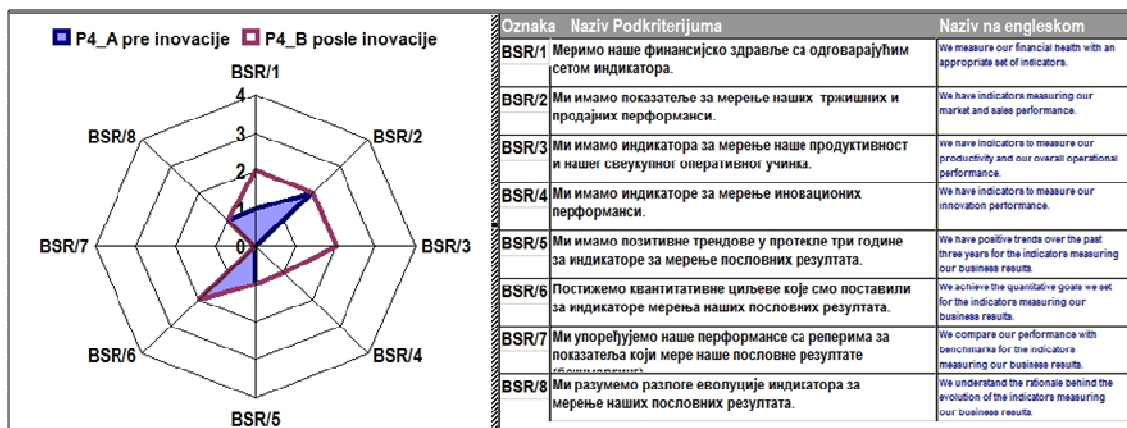 P4_A pre inovacije P4_B posle inovacije
BSR/1
BSR/2
BSR/3
BSR/4
BSR/5
BSR/6
BSR/7
BSR/8
4
3
2
1
0
Oznaka Naziv Podkriterijuma Naziv na engleskom
BSR/1 Меримо наше финансијско здравље са одговарајућим
сетом индикатора.
We measure our financial health with an
appropriate set of indicators.
BSR/2 Ми имамо показатеље за мерење наших тржишних и
продајних перформанси.
We have indicators measuring our
market and sales performance.
BSR/3 Ми имамо индикатора за мерење наше продуктивност
и нашег свеукупног оперативног учинка.
We have indicators to measure our
productivity and our overall operational
performance.
BSR/4 Ми имамо индикаторе за мерење иновационих
перформанси.
We have indicators to measure our
innovation performance.
BSR/5 Ми имамо позитивне трендове у протекле три године
за индикаторе за мерење пословних резултата.
We have positive trends over the past
three years for the indicators measuring
our business results.
BSR/6 Постижемо квантитативне циљеве које смо поставили
за индикаторе мерења наших пословних резултата.
We achieve the quantitative goals we set
for the indicators measuring our
business results.
BSR/7 Ми упоређујемо наше перформансе са реперима за
показатеља који мере наше пословне резултате
We compare our performance with
benchmarks for the indicators
measuring our business results.
BSR/8 Ми разумемо разлоге еволуције индикатора за
мерење наших пословних резултата.
We understand the rationale behind the
evolution of the indicators measuring
our business results.